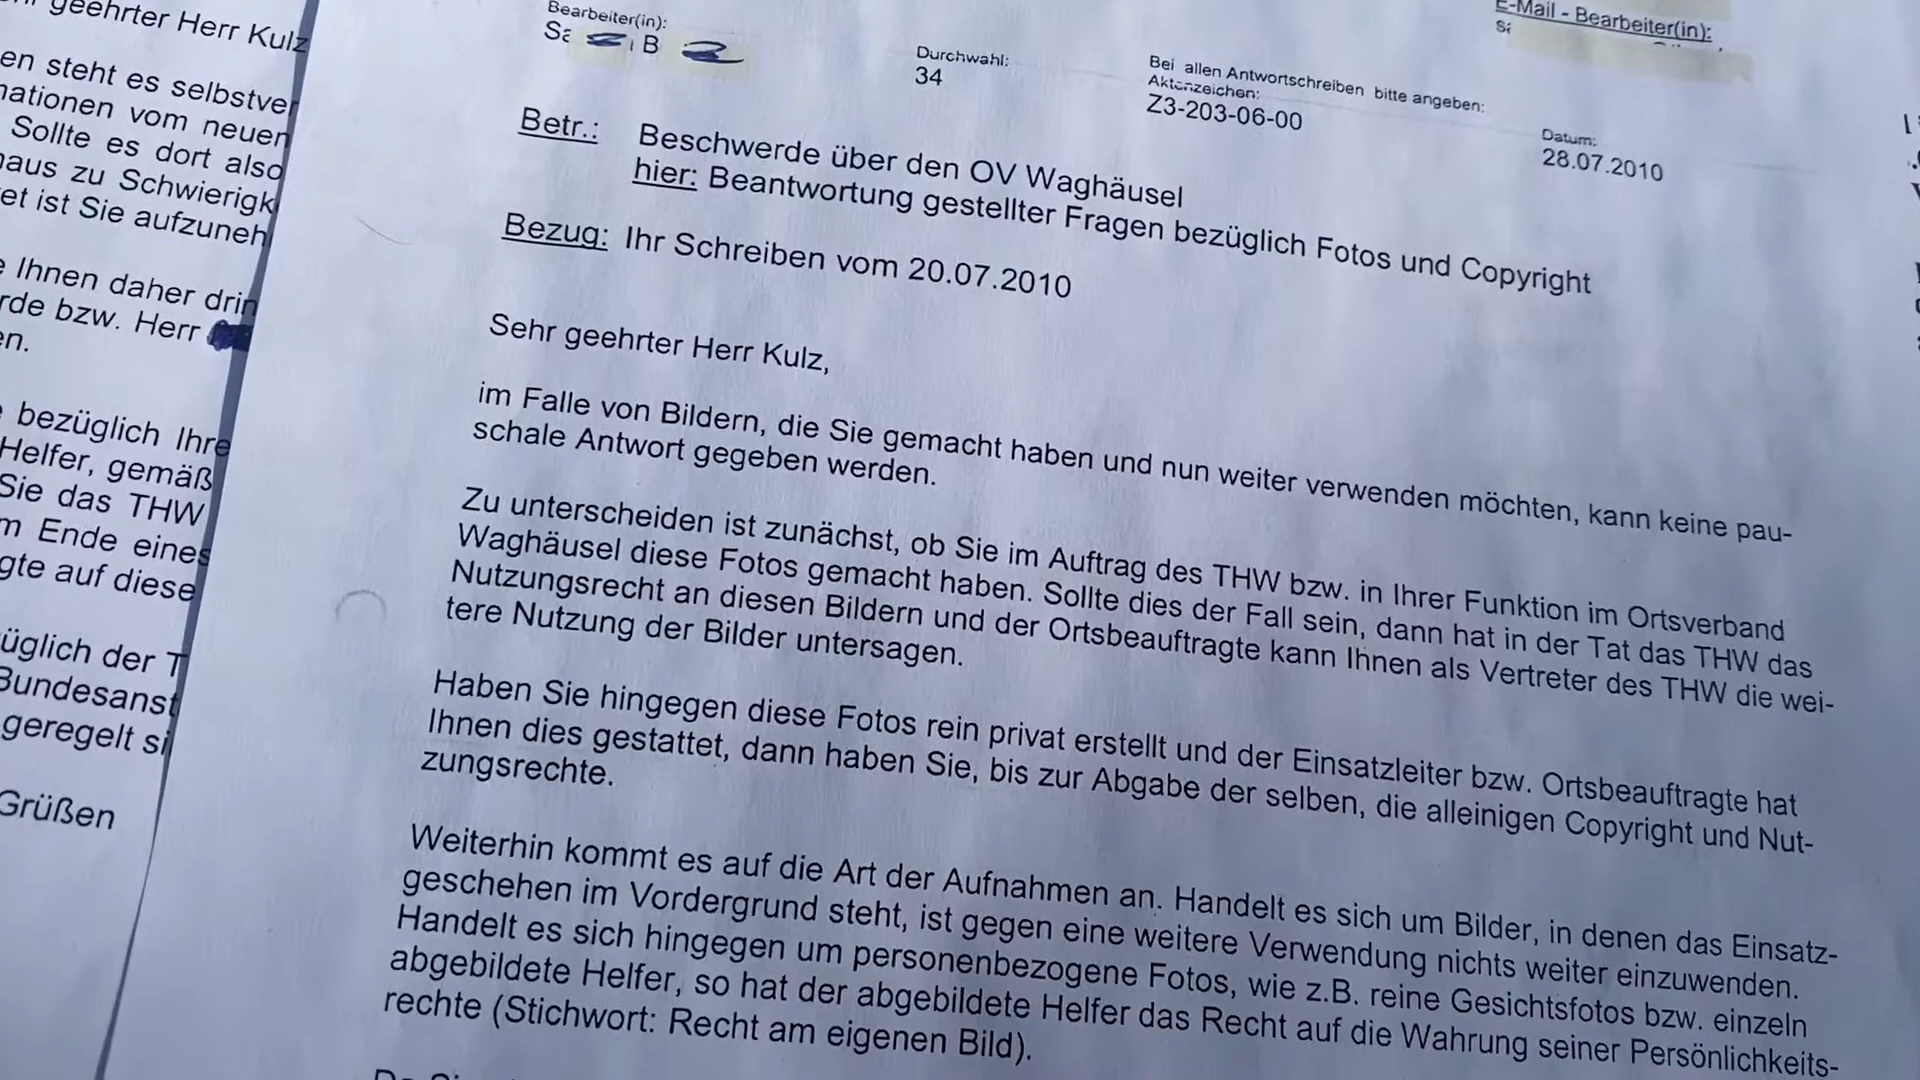 geehrter Herr Kulz
en steht es selbstver
nationen vom neuen
Sollte es dort also
haus zu Schwierigk
et ist Sie aufzuneh
Ihnen daher drin
rde bzw. Herr
en.
bezüglich Ihre
Helfer, gemäß
Sie das THW
m Ende eines
gte auf diese
züglich der T
Bundesanst
geregelt si
Grüßen
Bearbeiter(in):
Sa B
Durchwahl:
34
Bei allen Antwortschreiben bitte angeben:
Aktenzeichen:
Z3-203-06-00
E-Mail - Bearbeiter(in):
Datum:
28.07.2010
Betr.: Beschwerde über den OV Waghäusel
hier: Beantwortung gestellter Fragen bezüglich Fotos und Copyright
Bezug: Ihr Schreiben vom 20.07.2010
Sehr geehrter Herr Kulz,
im Falle von Bildern, die Sie gemacht haben und nun weiter verwenden möchten, kann keine pau-
schale Antwort gegeben werden.
Zu unterscheiden ist zunächst, ob Sie im Auftrag des THW bzw. in Ihrer Funktion im Ortsverband
Waghäusel diese Fotos gemacht haben. Sollte dies der Fall sein, dann hat in der Tat das THW das
Nutzungsrecht an diesen Bildern und der Ortsbeauftragte kann Ihnen als Vertreter des THW die wei-
tere Nutzung der Bilder untersagen.
Haben Sie hingegen diese Fotos rein privat erstellt und der Einsatzleiter bzw. Ortsbeauftragte hat
Ihnen dies gestattet, dann haben Sie, bis zur Abgabe der selben, die alleinigen Copyright und Nut-
zungsrechte.
Weiterhin kommt es auf die Art der Aufnahmen an. Handelt es sich um Bilder, in denen das Einsatz-
geschehen im Vordergrund steht, ist gegen eine weitere Verwendung nichts weiter einzuwenden.
Handelt es sich hingegen um personenbezogene Fotos, wie z.B. reine Gesichtsfotos bzw. einzeln
abgebildete Helfer, so hat der abgebildete Helfer das Recht auf die Wahrung seiner Persönlichkeits-
rechte (Stichwort: Recht am eigenen Bild).